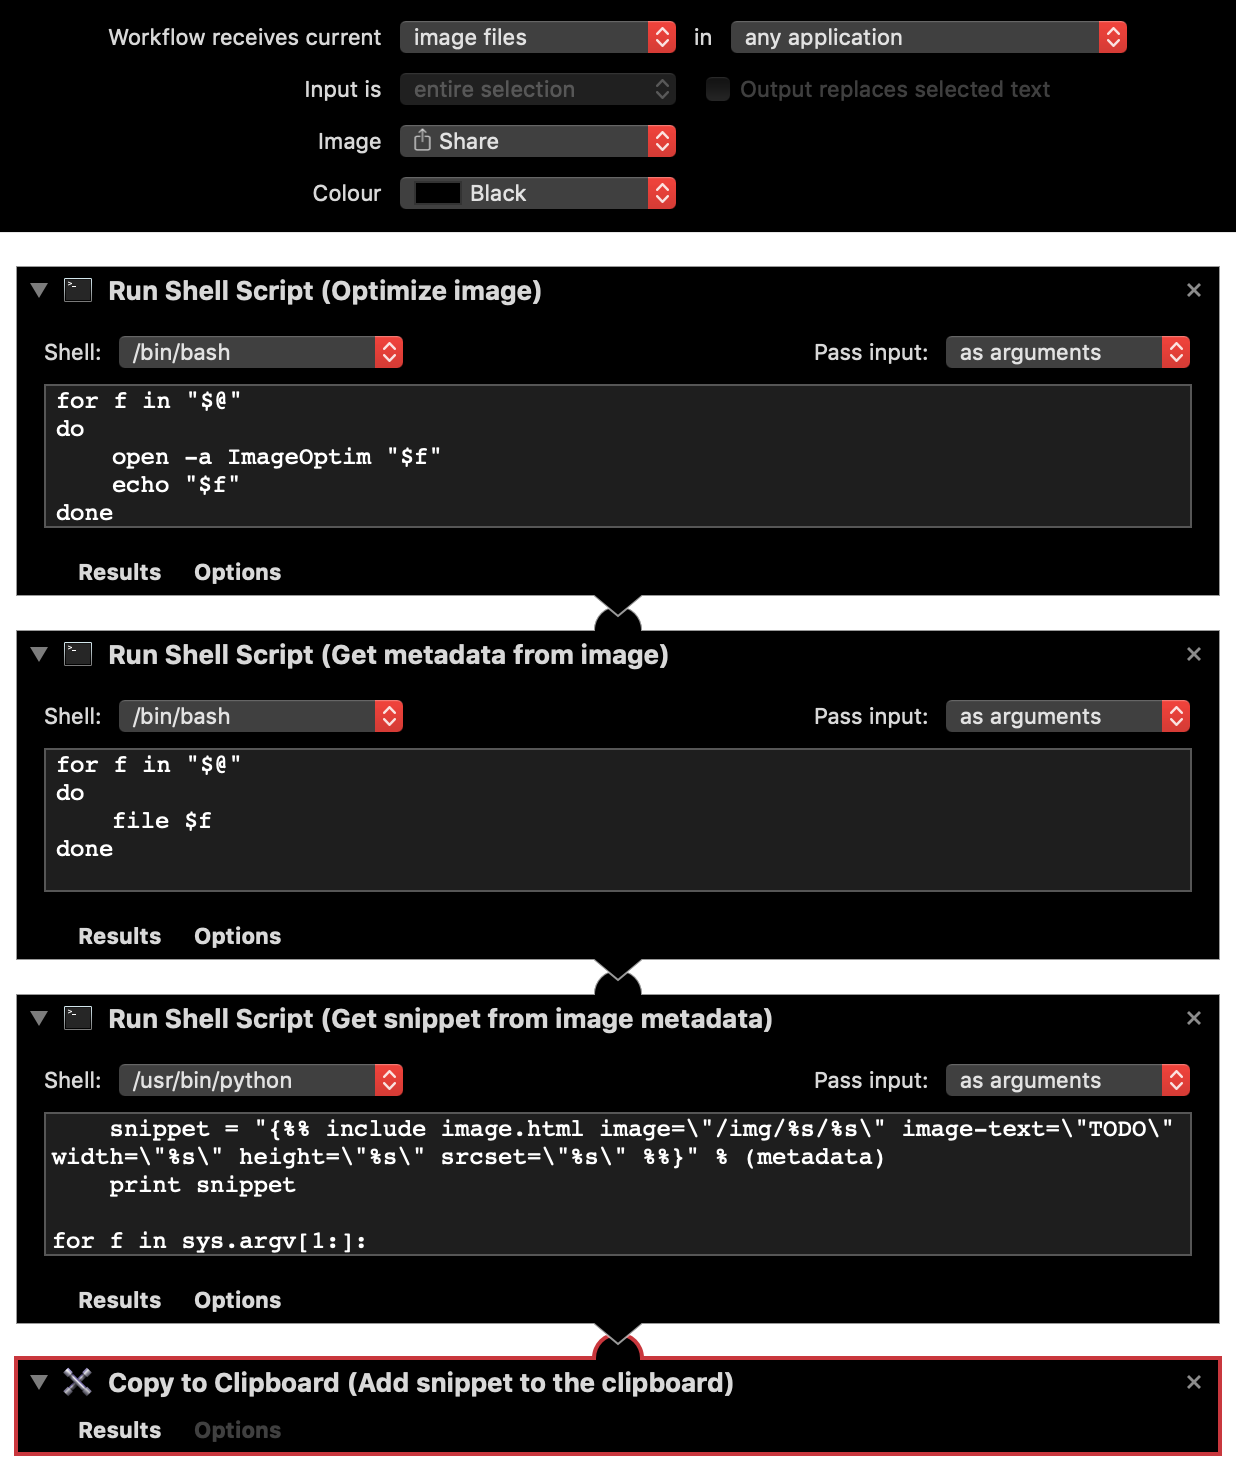 Workflow receives current image files in any application
Input is entire selection Output replaces selected text
Image Share
Colour Black
Run Shell Script (Optimize image)
Shell: /bin/bash Pass input: as arguments
for f in "$@"
do
    open -a ImageOptim "$f"
    echo "$f"
done
Results Options
Run Shell Script (Get metadata from image)
Shell: /bin/bash Pass input: as arguments
for f in "$@"
do
    file $f
done
Results Options
Run Shell Script (Get snippet from image metadata)
Shell: /usr/bin/python Pass input: as arguments
    snippet = "{%% include image.html image=\"/img/%s/%s\" image-text=\"TODO\"
width=\"%s\" height=\"%s\" srcset=\"%s\" %%}" % (metadata)
    print snippet
for f in sys.argv[1:]:
Results Options
Copy to Clipboard (Add snippet to the clipboard)
Results Options